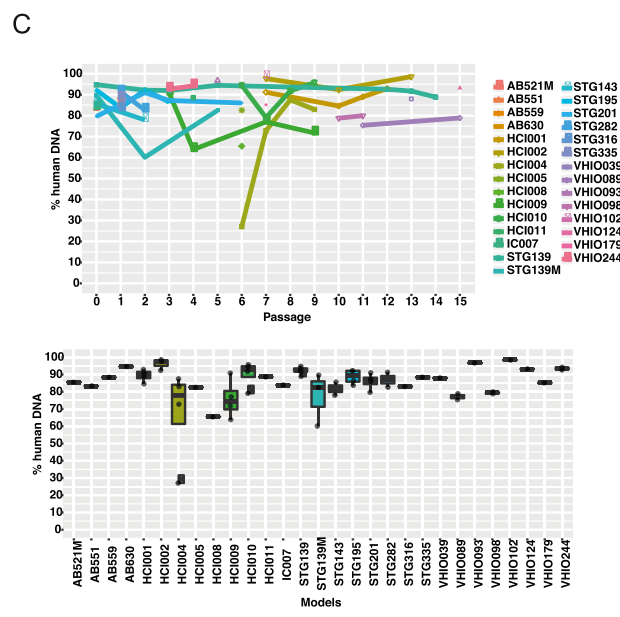 C
% human DNA
100
90
80
70
60
50
40
30
20
10
0
0 1 2 3 4 5 6 7 8 9 10 11 12 13 14 15
Passage
AB521M
AB551
AB559
AB630
HCI001
HCI002
HCI004
HCI005
HCI008
HCI009
HCI010
HCI011
IC007
STG139
STG139M
STG143
STG195
STG201
STG282
STG316
STG335
VHIO039
VHIO089
VHIO093
VHIO098
VHIO102
VHIO124
VHIO179
VHIO244
% human DNA
100
90
80
70
60
50
40
30
20
10
0
AB521M
AB551
AB559
AB630
HCI001
HCI002
HCI004
HCI005
HCI008
HCI009
HCI010
HCI011
IC007
STG139
STG139M
STG143
STG195
STG201
STG282
STG316
STG335
VHIO039
VHIO089
VHIO093
VHIO098
VHIO102
VHIO124
VHIO179
VHIO244
Models